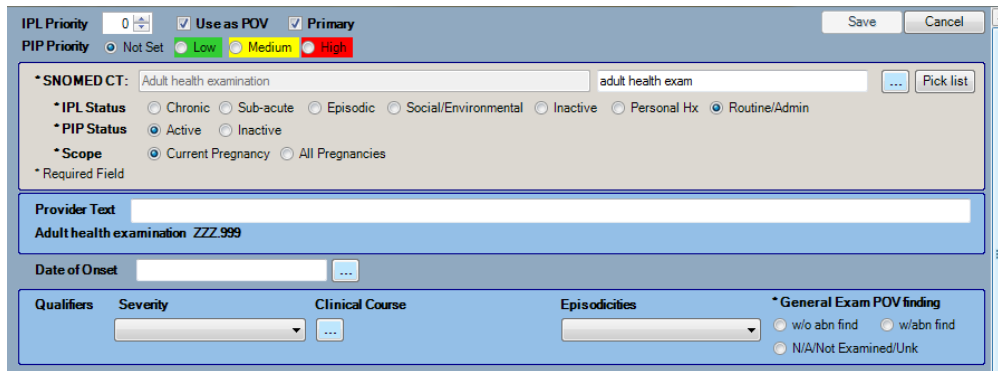 IPL Priority 0 Use as POV Primary Save Cancel
PIP Priority Not Set Low Medium High
* SNOMED CT: Adult health examination adult health exam ... Pick list
* IPL Status Chronic Sub-acute Episodic Social/Environmental Inactive Personal Hx Routine/Admin
* PIP Status Active Inactive
* Scope Current Pregnancy All Pregnancies
* Required Field
Provider Text
Adult health examination ZZZ.999
Date of Onset ...
Qualifiers Severity Clinical Course Episodicities * General Exam POV finding
... w/o abn find w/abn find
N/A/Not Examined/Unk